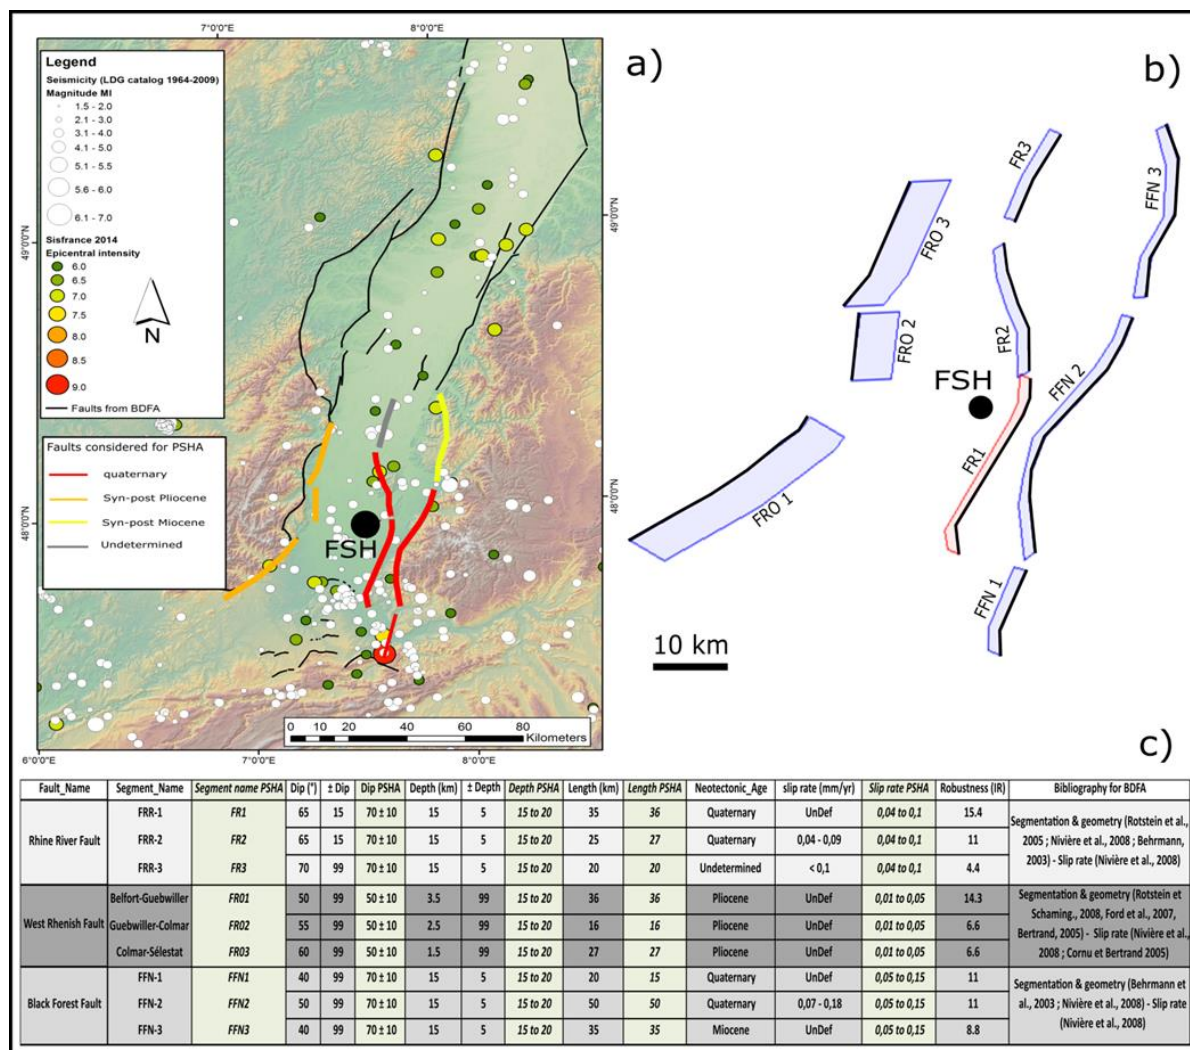 7°0'0"E 8°0'0"E
Legend
Seismicity (LDG catalog 1964-2009)
Magnitude Ml
1.5 - 2.0
2.1 - 3.0
3.1 - 4.0
4.1 - 5.0
5.1 - 5.5
5.6 - 6.0
6.1 - 7.0
Sisfrance 2014
Epicentral intensity
6.0
6.5
7.0
7.5
8.0
8.5
9.0
N
Faults from BDFA
Faults considered for PSHA
quaternary
Syn-post Pliocene
Syn-post Miocene
Undetermined
49°0'0"N
49°0'0"N
48°0'0"N
48°0'0"N
FSH
0 10 20 40 60 80
Kilometers
6°0'0"E 7°0'0"E 8°0'0"E
a)
b)
FR3
FFN 3
FRO 3
FRO 2
FR2
FSH
FFN 2
FR1
FRO 1
FFN 1
10 km
c)
Fault_Name Segment_Name Segment name PSHA Dip (°) ± Dip Dip PSHA Depth (km) ± Depth Depth PSHA Length (km) Length PSHA Neotectonic_Age slip rate (mm/yr) Slip rate PSHA Robustness (IR) Bibliography for BDFA
Rhine River Fault
FRR-1 FR1 65 15 70 ± 10 15 5 15 to 20 35 36 Quaternary UnDef 0,04 to 0,1 15.4
FRR-2 FR2 65 15 70 ± 10 15 5 15 to 20 25 27 Quaternary 0,04 - 0,09 0,04 to 0,1 11
FRR-3 FR3 70 99 70 ± 10 15 5 15 to 20 20 20 Undetermined < 0,1 0,04 to 0,1 4.4
Segmentation & geometry (Rotstein et al.,
2005 ; Nivière et al., 2008 ; Behrmann,
2003) - Slip rate (Nivière et al., 2008)
West Rhenish Fault
Belfort-Guebwiller FRO1 50 99 50 ± 10 3.5 99 15 to 20 36 36 Pliocene UnDef 0,01 to 0,05 14.3
Guebwiller-Colmar FRO2 55 99 50 ± 10 2.5 99 15 to 20 16 16 Pliocene UnDef 0,01 to 0,05 6.6
Colmar-Sélestat FRO3 60 99 50 ± 10 1.5 99 15 to 20 27 27 Pliocene UnDef 0,01 to 0,05 6.6
Segmentation & geometry (Rotstein et
Schaming., 2008, Ford et al., 2007,
Bertrand, 2005) - Slip rate (Nivière et al.,
2008 ; Cornu et Bertrand 2005)
Black Forest Fault
FFN-1 FFN1 40 99 70 ± 10 15 5 15 to 20 20 15 Quaternary UnDef 0,05 to 0,15 11
FFN-2 FFN2 50 99 70 ± 10 15 5 15 to 20 50 50 Quaternary 0,07 - 0,18 0,05 to 0,15 11
FFN-3 FFN3 40 99 70 ± 10 15 5 15 to 20 35 35 Miocene UnDef 0,05 to 0,15 8.8
Segmentation & geometry (Behrmann et
al., 2003 ; Nivière et al., 2008) - Slip rate
(Nivière et al., 2008)